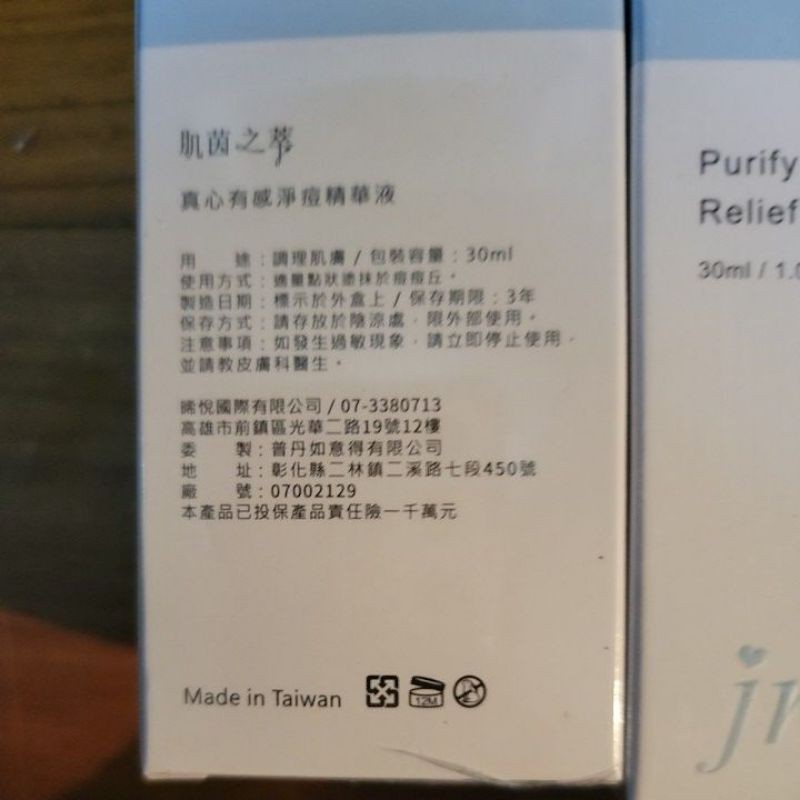 肌茵之萃
真心有感淨痘精華液
用　　途：調理肌膚 / 包裝容量：30ml
使用方式：適量點狀塗抹於痘痘丘。
製造日期：標示於外盒上 / 保存期限：3年
保存方式：請存放於陰涼處，限外部使用。
注意事項：如發生過敏現象，請立即停止使用，
並請教皮膚科醫生。
晞悅國際有限公司 / 07-3380713
高雄市前鎮區光華二路19號12樓
委　　製：普丹如意得有限公司
地　　址：彰化縣二林鎮二溪路七段450號
廠　　號：07002129
本產品已投保產品責任險一千萬元
Made in Taiwan
12M
Purify
Relief
30ml / 1.0